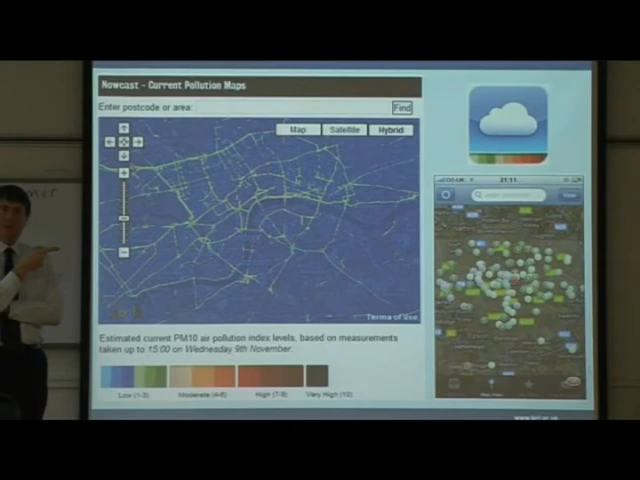 Nowcast - Current Pollution Maps
Enter postcode or area:
Find
Map
Satellite
Hybrid
Terms of Use
Estimated current PM10 air pollution index levels, based on measurements
taken up to 15:00 on Wednesday 9th November.
Low (1-3)
Moderate (4-6)
High (7-9)
Very High (10)
21:11